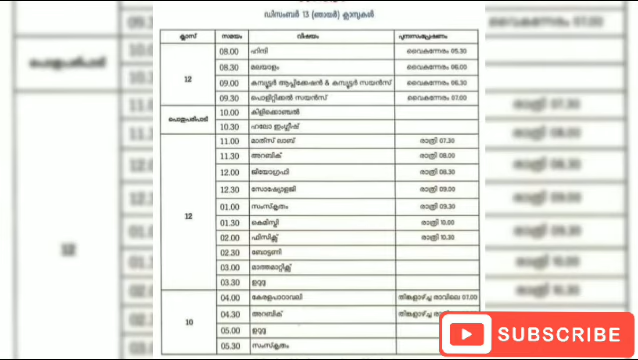 ഡിസംബർ 13 (ഞായർ) ക്ലാസുകൾ
ക്ലാസ് സമയം വിഷയം പുനഃസംപ്രേഷണം
12
08.00 ഹിന്ദി വൈകുന്നേരം 05.30
08.30 മലയാളം വൈകുന്നേരം 06.00
09.00 കമ്പ്യൂട്ടർ ആപ്ലിക്കേഷൻ & കമ്പ്യൂട്ടർ സയൻസ് വൈകുന്നേരം 06.30
09.30 പൊളിറ്റിക്കൽ സയൻസ് വൈകുന്നേരം 07.00
പൊതുപരിപാടി
10.00 കിളിക്കൊഞ്ചൽ
10.30 ഹലോ ഇംഗ്ലീഷ്
12
11.00 മാത്‌സ് ലാബ് രാത്രി 07.30
11.30 അറബിക് രാത്രി 08.00
12.00 ജിയോഗ്രഫി രാത്രി 08.30
12.30 സോഷ്യോളജി രാത്രി 09.00
01.00 സംസ്കൃതം രാത്രി 09.30
01.30 കെമിസ്ട്രി രാത്രി 10.00
02.00 ഫിസിക്സ് രാത്രി 10.30
02.30 ബോട്ടണി
03.00 മാത്തമാറ്റിക്സ്
03.30 ഉറുദു
10
04.00 കേരളപാഠാവലി തിങ്കളാഴ്ച രാവിലെ 07.00
04.30 അറബിക് തിങ്കളാഴ്ച
05.00 ഉറുദു
05.30 സംസ്കൃതം
SUBSCRIBE